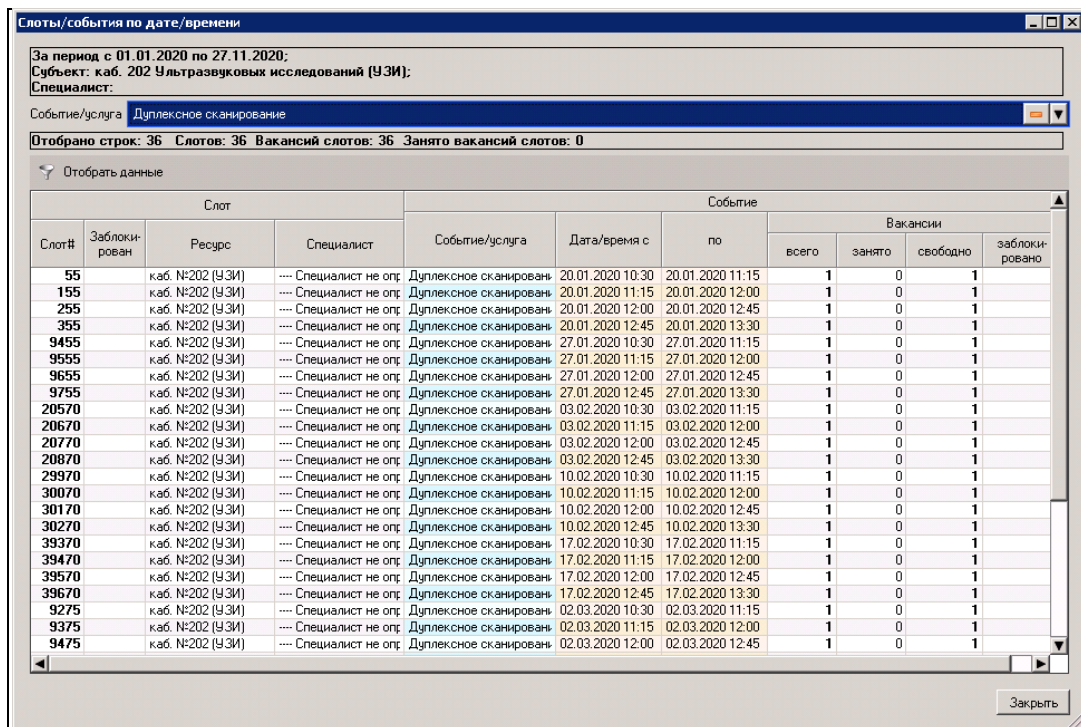 Слоты/события по дате/времени
За период с 01.01.2020 по 27.11.2020;
Субъект: каб. 202 Ультразвуковых исследований (УЗИ);
Специалист:
Событие/услуга Дуплексное сканирование
Отобрано строк: 36 Слотов: 36 Вакансий слотов: 36 Занято вакансий слотов: 0
Отобрать данные
Слот Событие
Слот# Заблоки-рован Ресурс Специалист Событие/услуга Дата/время с по Вакансии
всего занято свободно заблоки-ровано
55 каб. №202 (УЗИ) ---- Специалист не опр Дуплексное сканировань 20.01.2020 10:30 20.01.2020 11:15 1 0 1
155 каб. №202 (УЗИ) ---- Специалист не опр Дуплексное сканировань 20.01.2020 11:15 20.01.2020 12:00 1 0 1
255 каб. №202 (УЗИ) ---- Специалист не опр Дуплексное сканировань 20.01.2020 12:00 20.01.2020 12:45 1 0 1
355 каб. №202 (УЗИ) ---- Специалист не опр Дуплексное сканировань 20.01.2020 12:45 20.01.2020 13:30 1 0 1
9455 каб. №202 (УЗИ) ---- Специалист не опр Дуплексное сканировань 27.01.2020 10:30 27.01.2020 11:15 1 0 1
9555 каб. №202 (УЗИ) ---- Специалист не опр Дуплексное сканировань 27.01.2020 11:15 27.01.2020 12:00 1 0 1
9655 каб. №202 (УЗИ) ---- Специалист не опр Дуплексное сканировань 27.01.2020 12:00 27.01.2020 12:45 1 0 1
9755 каб. №202 (УЗИ) ---- Специалист не опр Дуплексное сканировань 27.01.2020 12:45 27.01.2020 13:30 1 0 1
20570 каб. №202 (УЗИ) ---- Специалист не опр Дуплексное сканировань 03.02.2020 10:30 03.02.2020 11:15 1 0 1
20670 каб. №202 (УЗИ) ---- Специалист не опр Дуплексное сканировань 03.02.2020 11:15 03.02.2020 12:00 1 0 1
20770 каб. №202 (УЗИ) ---- Специалист не опр Дуплексное сканировань 03.02.2020 12:00 03.02.2020 12:45 1 0 1
20870 каб. №202 (УЗИ) ---- Специалист не опр Дуплексное сканировань 03.02.2020 12:45 03.02.2020 13:30 1 0 1
29970 каб. №202 (УЗИ) ---- Специалист не опр Дуплексное сканировань 10.02.2020 10:30 10.02.2020 11:15 1 0 1
30070 каб. №202 (УЗИ) ---- Специалист не опр Дуплексное сканировань 10.02.2020 11:15 10.02.2020 12:00 1 0 1
30170 каб. №202 (УЗИ) ---- Специалист не опр Дуплексное сканировань 10.02.2020 12:00 10.02.2020 12:45 1 0 1
30270 каб. №202 (УЗИ) ---- Специалист не опр Дуплексное сканировань 10.02.2020 12:45 10.02.2020 13:30 1 0 1
39370 каб. №202 (УЗИ) ---- Специалист не опр Дуплексное сканировань 17.02.2020 10:30 17.02.2020 11:15 1 0 1
39470 каб. №202 (УЗИ) ---- Специалист не опр Дуплексное сканировань 17.02.2020 11:15 17.02.2020 12:00 1 0 1
39570 каб. №202 (УЗИ) ---- Специалист не опр Дуплексное сканировань 17.02.2020 12:00 17.02.2020 12:45 1 0 1
39670 каб. №202 (УЗИ) ---- Специалист не опр Дуплексное сканировань 17.02.2020 12:45 17.02.2020 13:30 1 0 1
9275 каб. №202 (УЗИ) ---- Специалист не опр Дуплексное сканировань 02.03.2020 10:30 02.03.2020 11:15 1 0 1
9375 каб. №202 (УЗИ) ---- Специалист не опр Дуплексное сканировань 02.03.2020 11:15 02.03.2020 12:00 1 0 1
9475 каб. №202 (УЗИ) ---- Специалист не опр Дуплексное сканировань 02.03.2020 12:00 02.03.2020 12:45 1 0 1
Закрыть